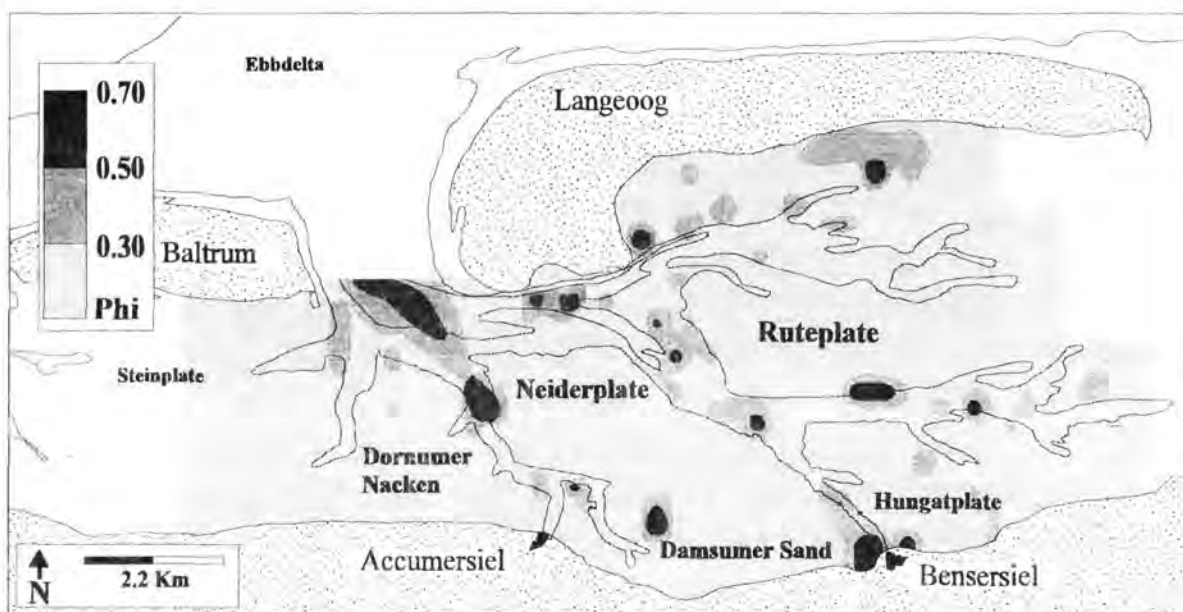 Ebbdelta
0.70
Langeoog
0.50
0.30
Baltrum
Phi
Ruteplate
Steinplate
Neiderplate
Dornumer
Nacken
Hungatplate
Accumersiel
Damsumer Sand
Bensersiel
N
2.2 Km